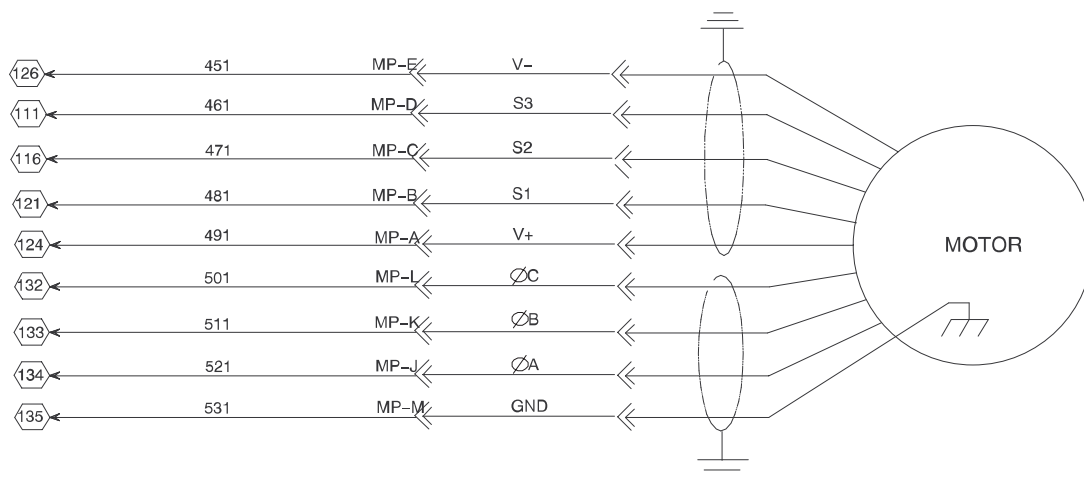 126 451 MP-E V-
111 461 MP-D S3
116 471 MP-C S2
121 481 MP-B S1
124 491 MP-A V+
MOTOR
132 501 MP-L ØC
133 511 MP-K ØB
134 521 MP-J ØA
135 531 MP-M GND